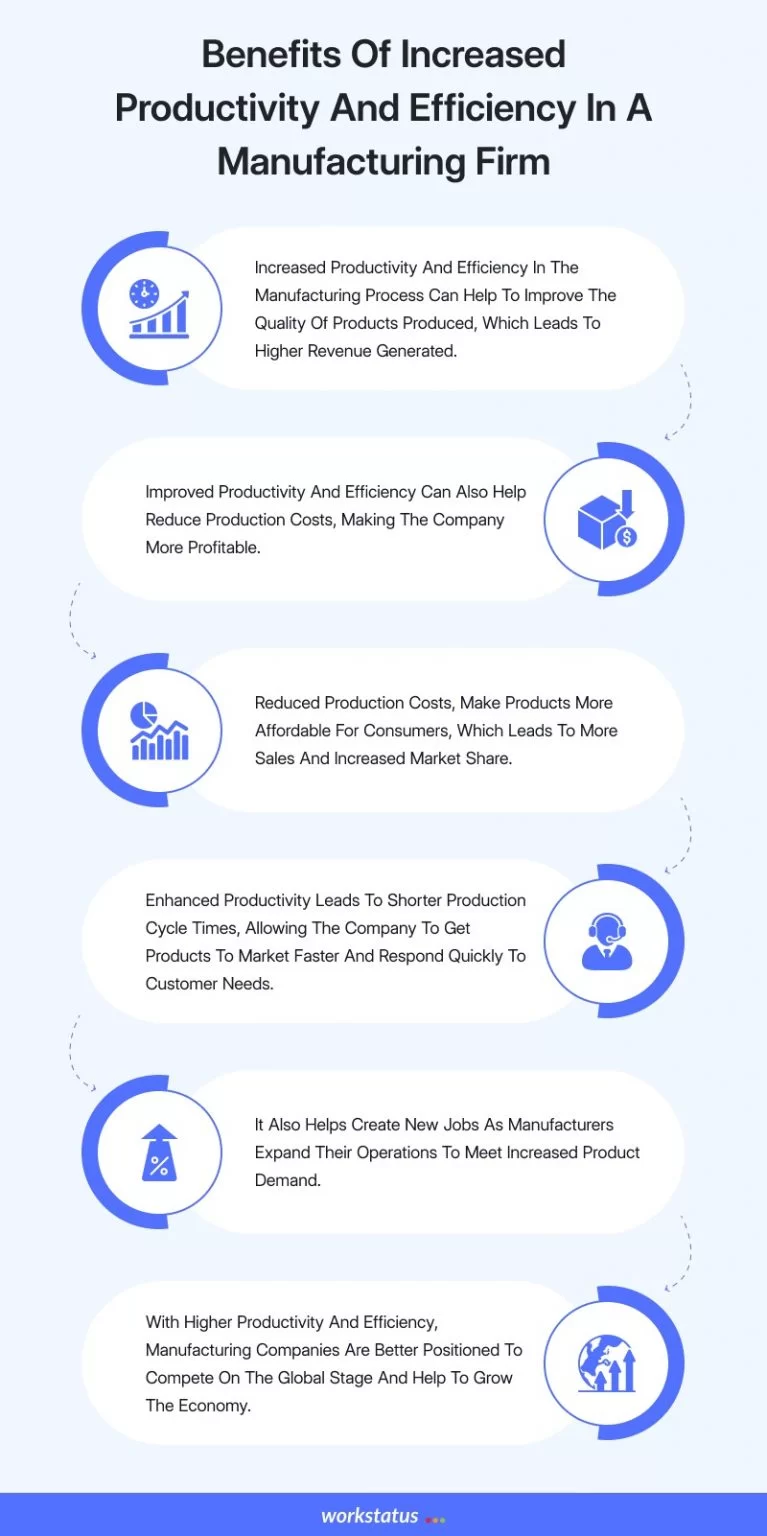 Benefits Of Increased
Productivity And Efficiency In A
Manufacturing Firm
Increased Productivity And Efficiency In The
Manufacturing Process Can Help To Improve The
Quality Of Products Produced, Which Leads To
Higher Revenue Generated.
Improved Productivity And Efficiency Can Also Help
Reduce Production Costs, Making The Company
More Profitable.
$
Reduced Production Costs, Make Products More
Affordable For Consumers, Which Leads To More
Sales And Increased Market Share.
Enhanced Productivity Leads To Shorter Production
Cycle Times, Allowing The Company To Get
Products To Market Faster And Respond Quickly To
Customer Needs.
%
It Also Helps Create New Jobs As Manufacturers
Expand Their Operations To Meet Increased Product
Demand.
With Higher Productivity And Efficiency,
Manufacturing Companies Are Better Positioned To
Compete On The Global Stage And Help To Grow
The Economy.
workstatus